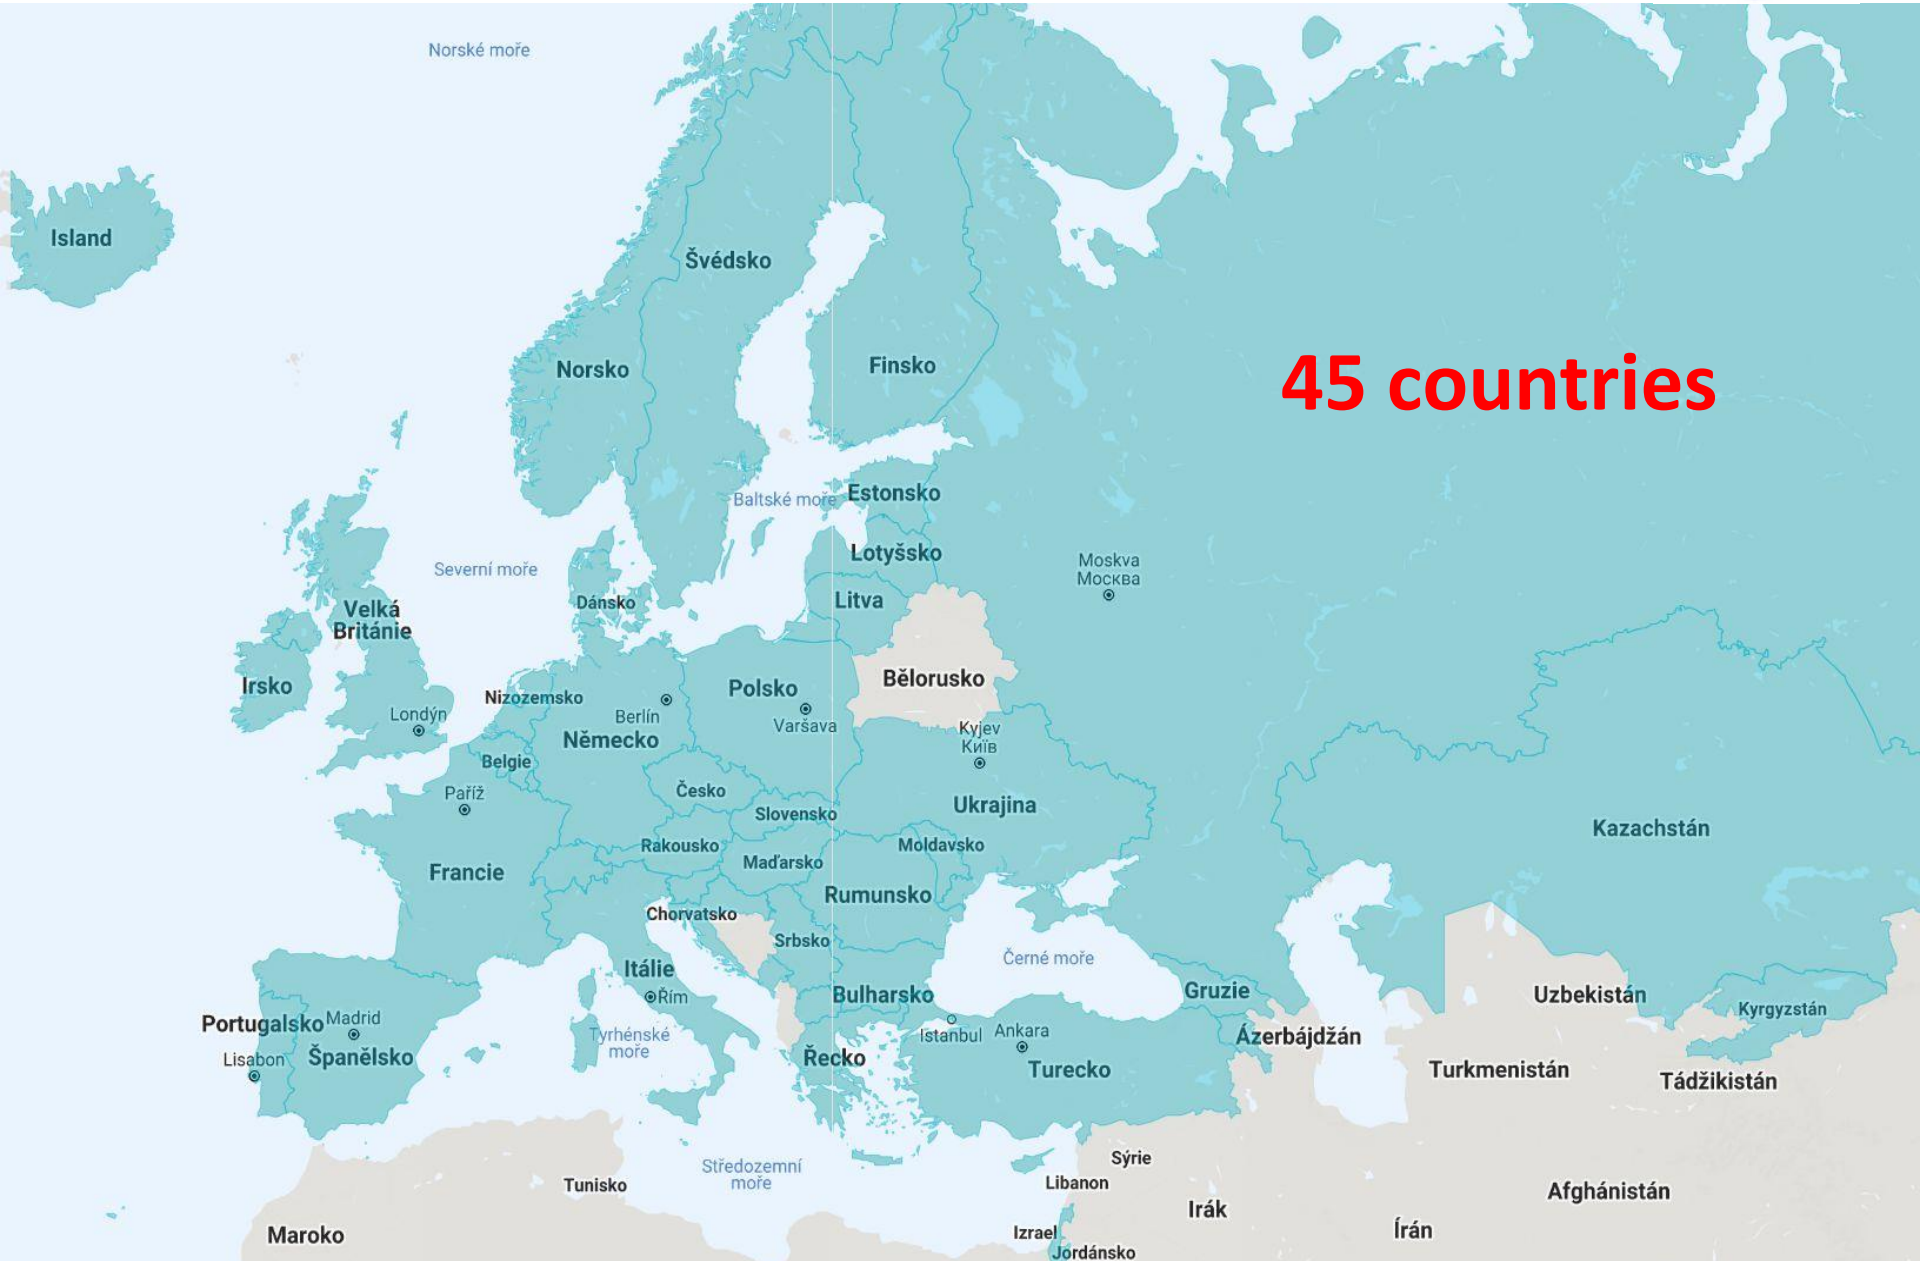 Norské moře
Island
Švédsko
Norsko
Finsko
45 countries
Baltské moře
Estonsko
Severní moře
Lotyšsko
Moskva
Москва
Dánsko
Litva
Velká
Británie
Irsko
Bělorusko
Nizozemsko
Polsko
Londýn
Berlín
Varšava
Německo
Kyjev
Київ
Belgie
Paříž
Česko
Slovensko
Ukrajina
Kazachstán
Rakousko
Moldavsko
Maďarsko
Francie
Rumunsko
Chorvatsko
Srbsko
Černé moře
Itálie
Řím
Bulharsko
Gruzie
Uzbekistán
Kyrgyzstán
Portugalsko
Madrid
Tyrhénské
moře
Istanbul
Ankara
Ázerbájdžán
Lisabon
Španělsko
Řecko
Turecko
Turkmenistán
Tádžikistán
Středozemní
moře
Sýrie
Tunisko
Libanon
Afghánistán
Irák
Maroko
Izrael
Írán
Jordánsko